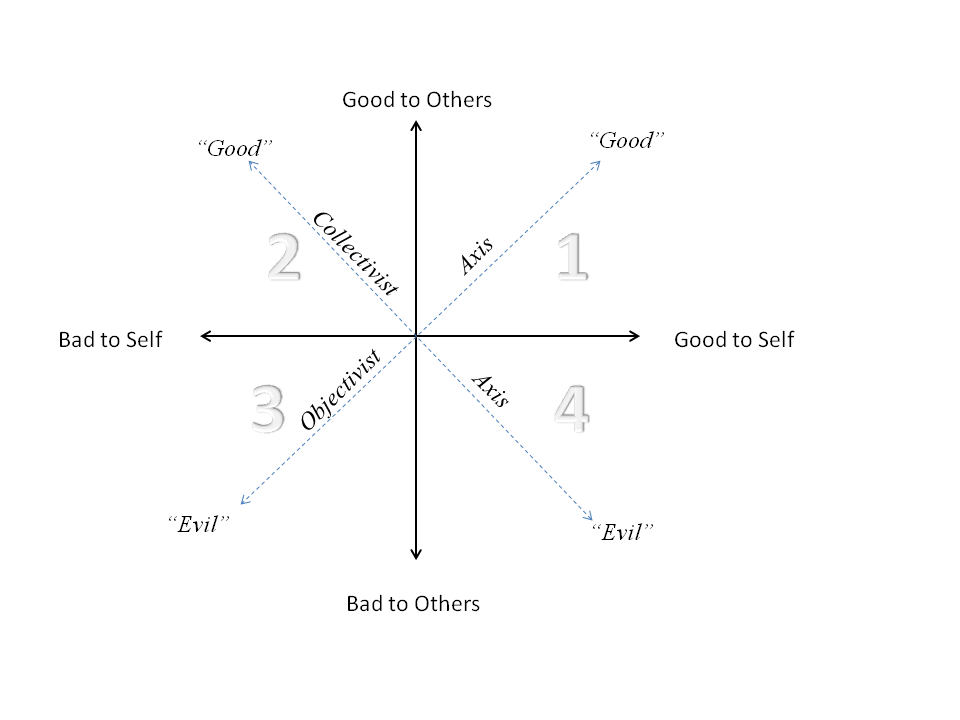 Good to Others
“Good”
“Good”
Collectivist
Axis
2
1
Bad to Self
Good to Self
Objectivist
Axis
3
4
“Evil”
“Evil”
Bad to Others